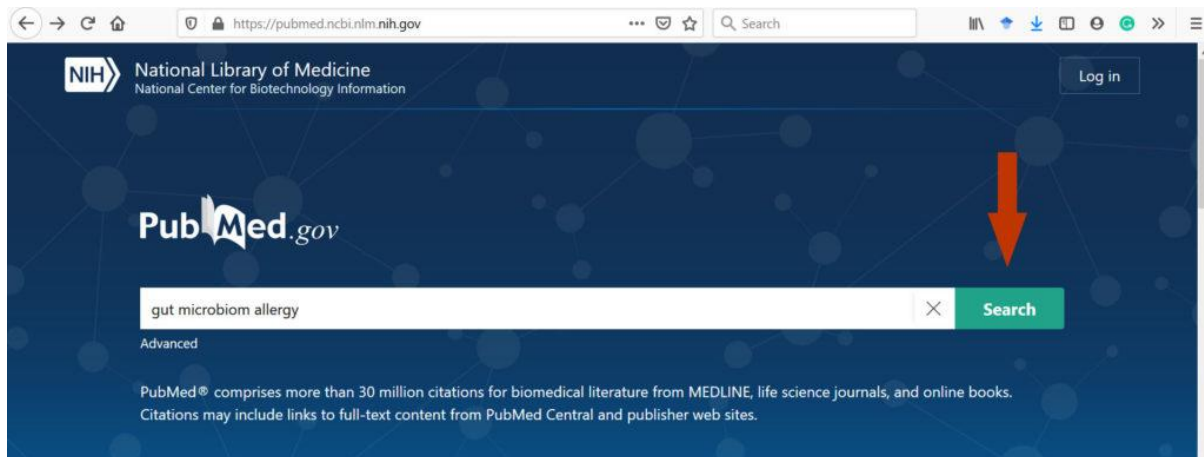 https://pubmed.ncbi.nlm.nih.gov
Search
NIH
National Library of Medicine
National Center for Biotechnology Information
Log in
PubMed.gov
gut microbiom allergy
Search
Advanced
PubMed® comprises more than 30 million citations for biomedical literature from MEDLINE, life science journals, and online books.
Citations may include links to full-text content from PubMed Central and publisher web sites.